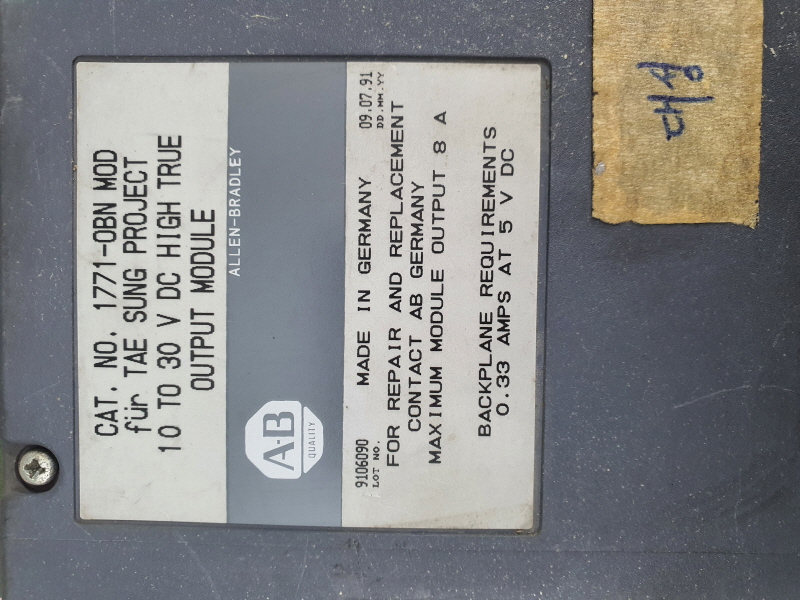 CAT. NO. 1771-OBN MOD
für TAE SUNG PROJECT
10 TO 30 V DC HIGH TRUE
OUTPUT MODULE
ALLEN-BRADLEY
A-B
QUALITY
9106090 MADE IN GERMANY 09.07.91
LOT NO. DD.MM.YY
FOR REPAIR AND REPLACEMENT
CONTACT AB GERMANY
MAXIMUM MODULE OUTPUT 8 A
BACKPLANE REQUIREMENTS
0.33 AMPS AT 5 V DC